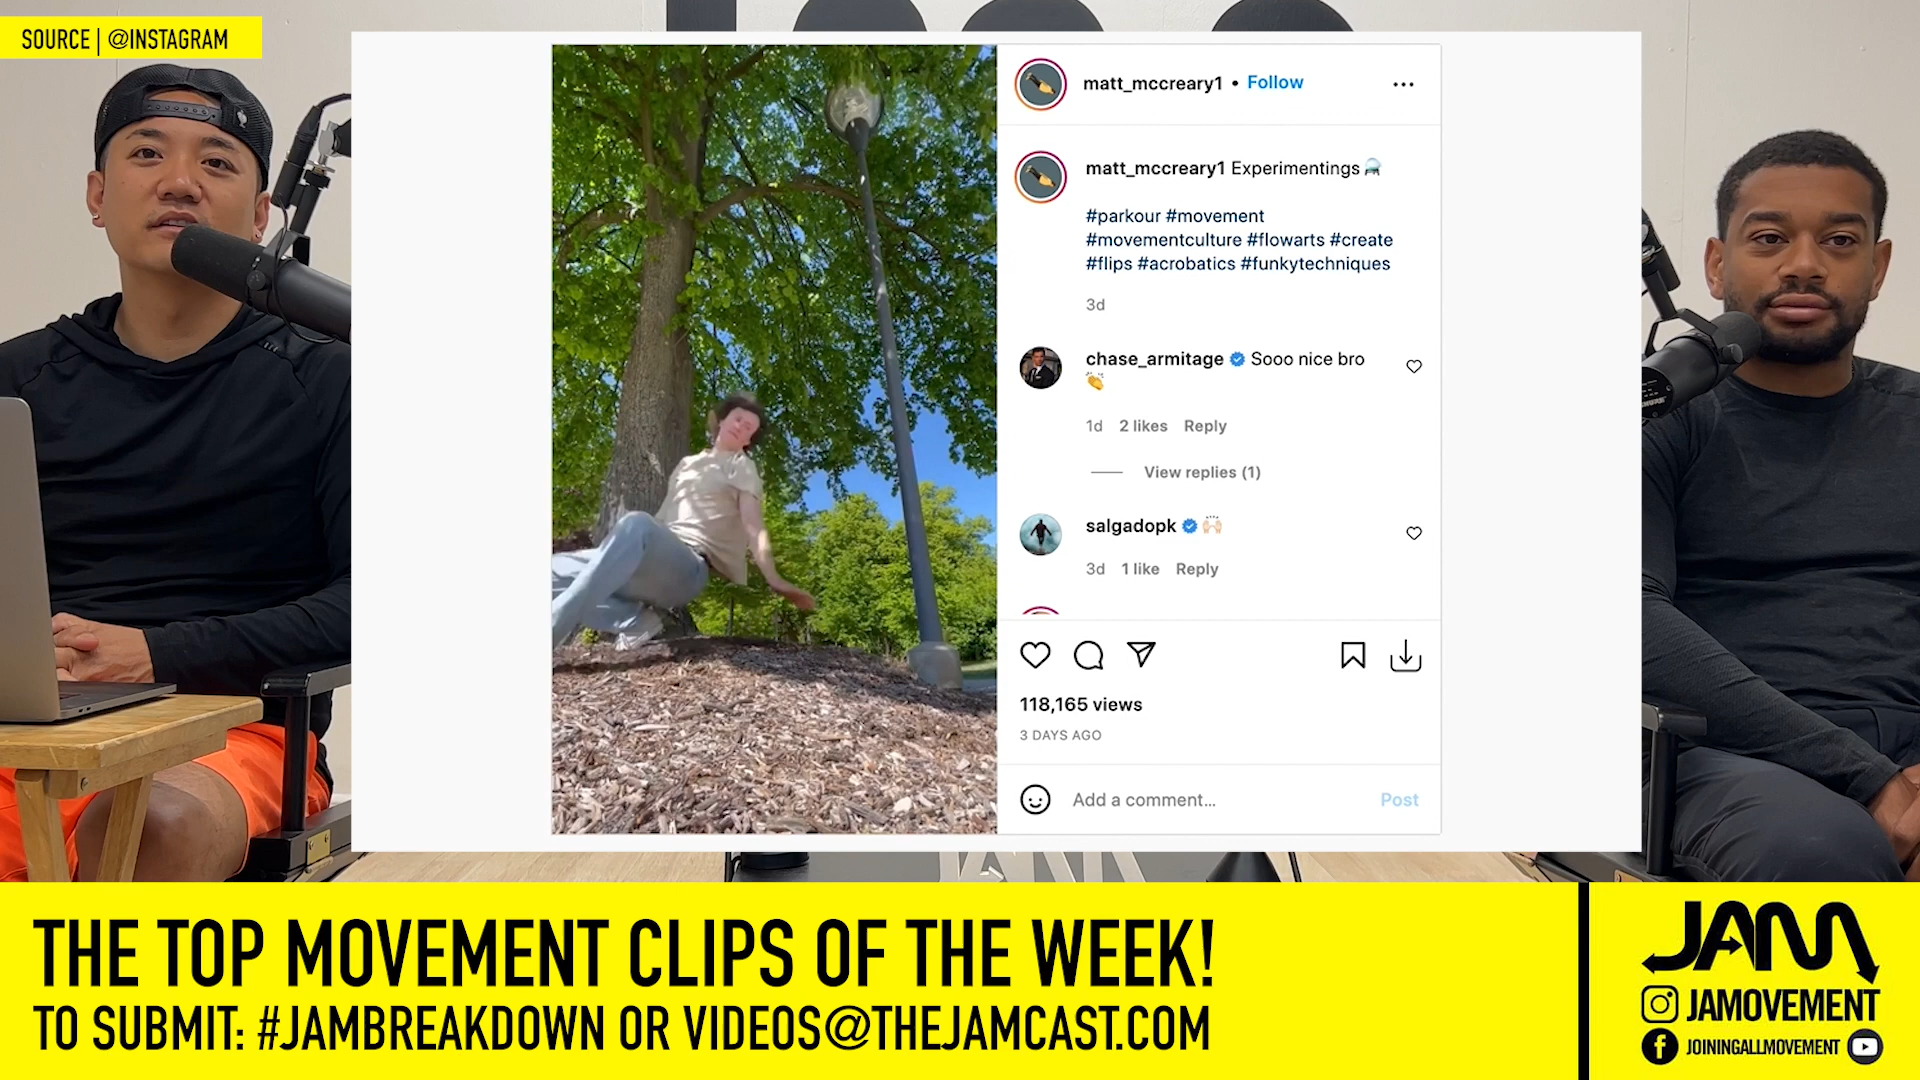 SOURCE | @INSTAGRAM
matt_mccreary1 • Follow
matt_mccreary1 Experimentings
#parkour #movement
#movementculture #flowarts #create
#flips #acrobatics #funkytechniques
3d
chase_armitage Sooo nice bro
1d 2 likes Reply
View replies (1)
salgadopk
3d 1 like Reply
118,165 views
3 DAYS AGO
Add a comment...
Post
THE TOP MOVEMENT CLIPS OF THE WEEK!
TO SUBMIT: #JAMBREAKDOWN OR VIDEOS@THEJAMCAST.COM
JAM
JAMOVEMENT
JOININGALLMOVEMENT